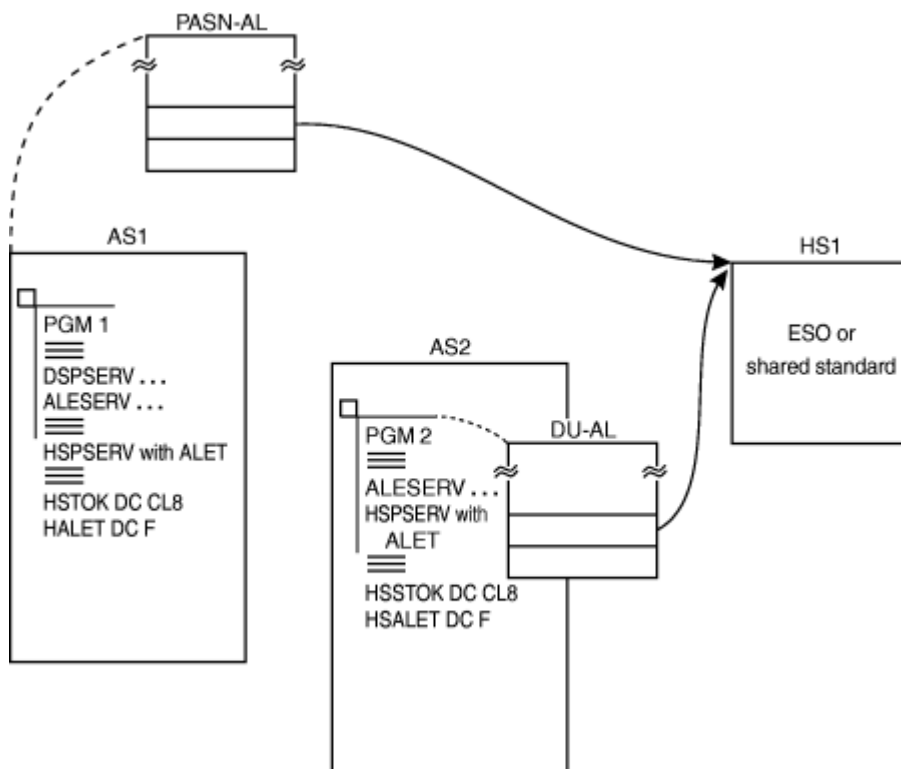 PASN-AL
AS1
PGM 1
DSPSERV . . .
ALESERV . . .
HSPSERV with ALET
HSTOK DC CL8
HALET DC F
AS2
PGM 2
ALESERV . . .
HSPSERV with
ALET
HSSTOK DC CL8
HSALET DC F
DU-AL
HS1
ESO or
shared standard